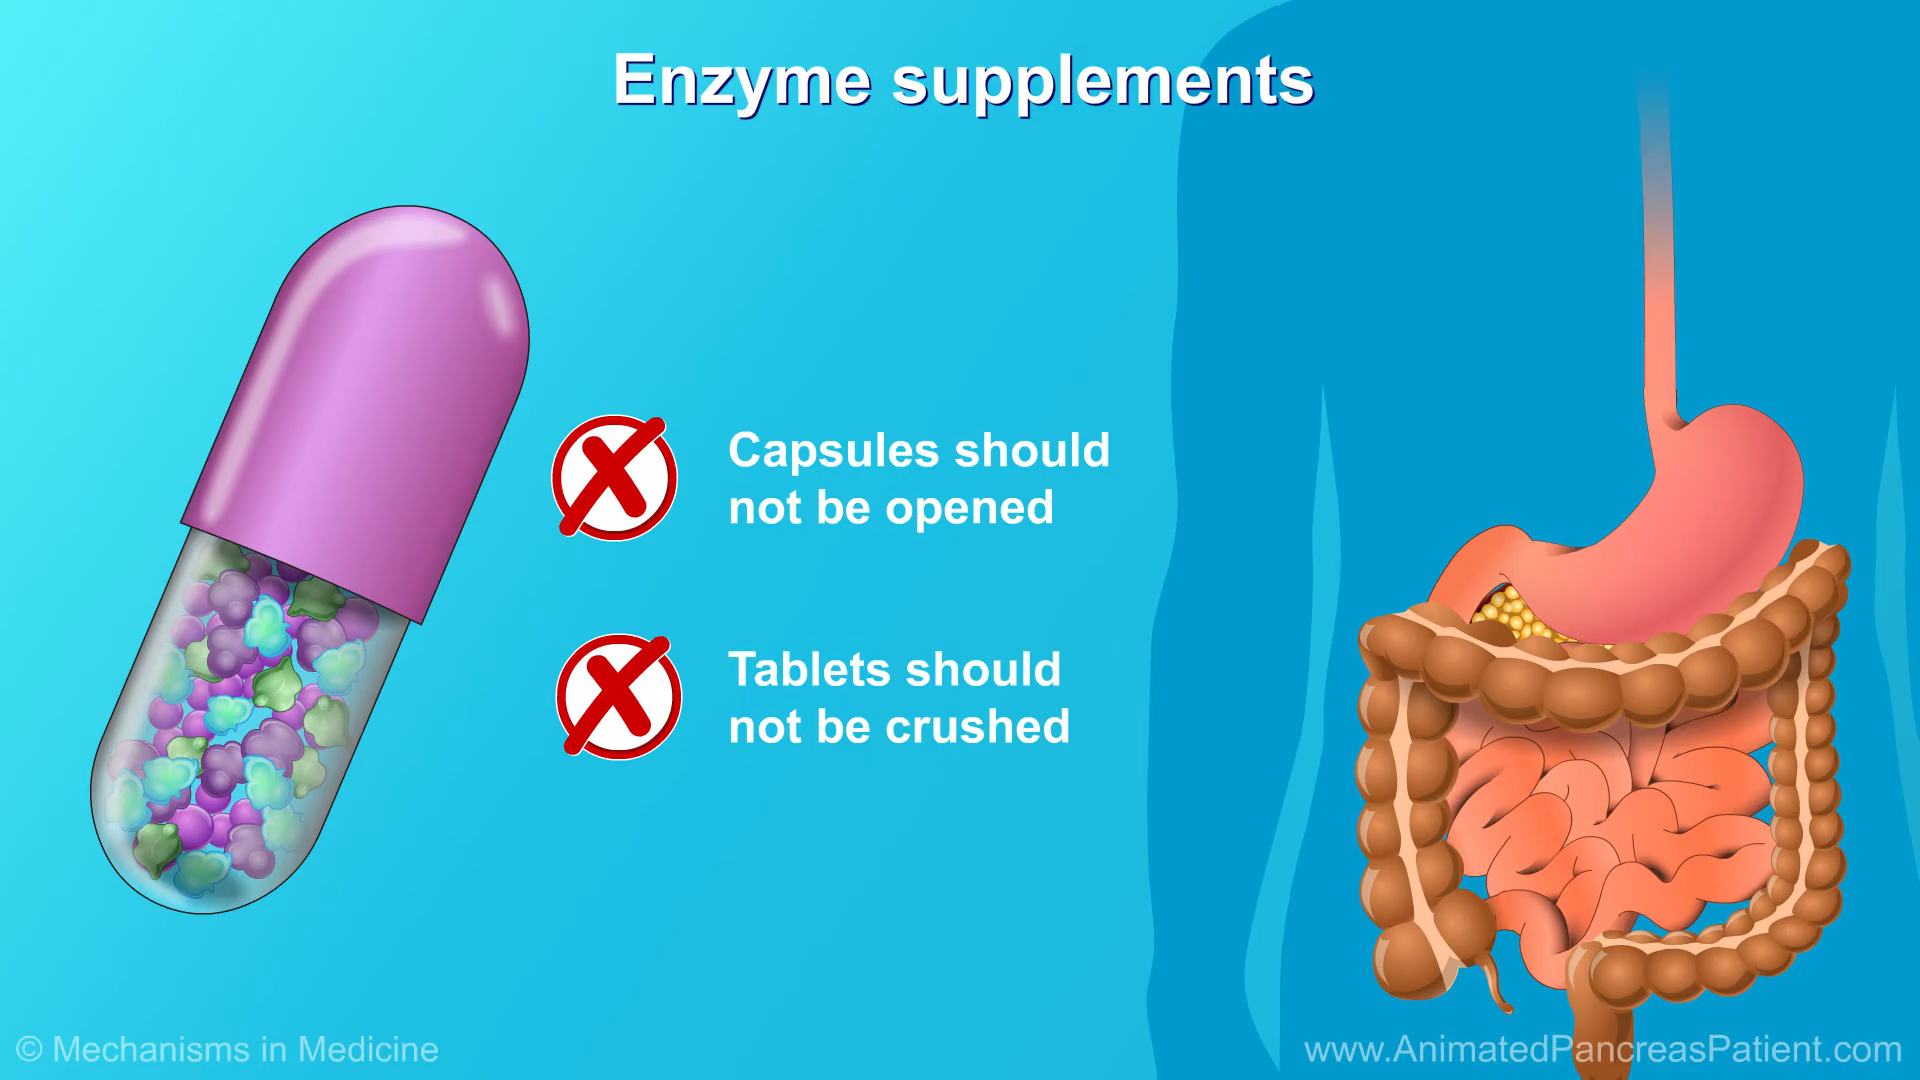 Enzyme supplements
Capsules should
not be opened
Tablets should
not be crushed
© Mechanisms in Medicine
www.AnimatedPancreasPatient.com